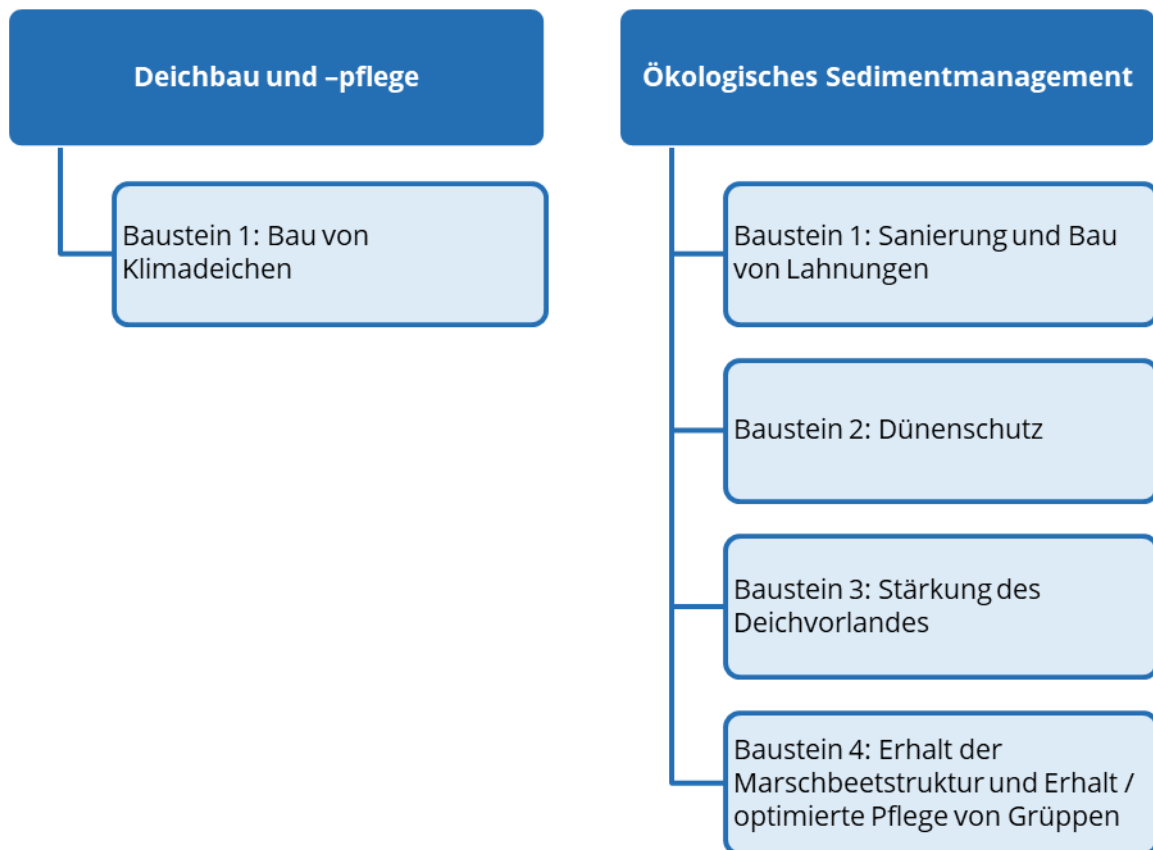 Deichbau und –pflege
Baustein 1: Bau von
Klimadeichen
Ökologisches Sedimentmanagement
Baustein 1: Sanierung und Bau
von Lahnungen
Baustein 2: Dünenschutz
Baustein 3: Stärkung des
Deichvorlandes
Baustein 4: Erhalt der
Marschbeetstruktur und Erhalt /
optimierte Pflege von Grüppen